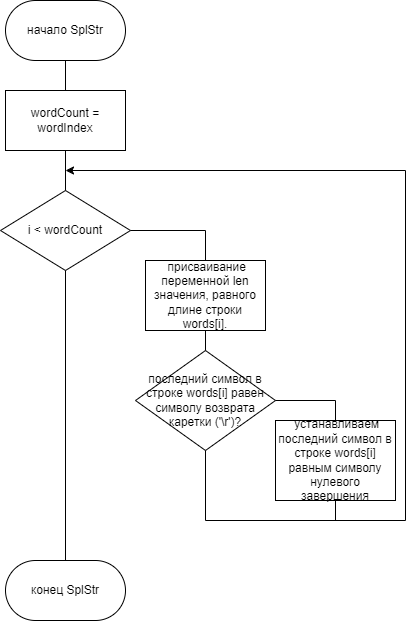 начало SplStr
wordCount =
wordIndex
i < wordCount
присваивание
переменной len
значения, равного
длине строки
words[i].
последний символ в
строке words[i] равен
символу возврата
каретки ('\r')?
устанавливаем
последний символ в
строке words[i]
равным символу
нулевого
завершения
конец SplStr